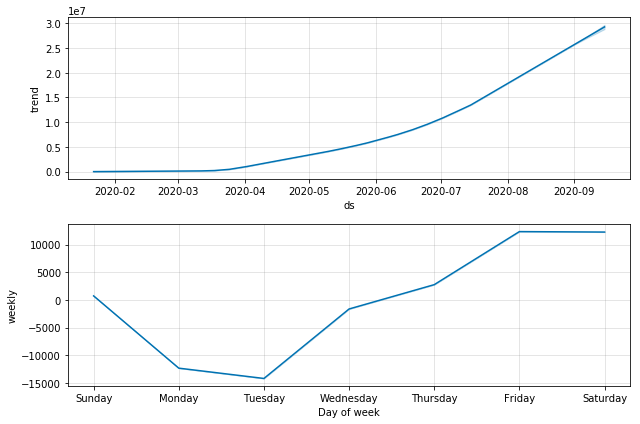 1e7
3.0
2.5
2.0
1.5
1.0
0.5
0.0
trend
2020-02 2020-03 2020-04 2020-05 2020-06 2020-07 2020-08 2020-09
ds
10000
5000
0
−5000
−10000
−15000
weekly
Sunday Monday Tuesday Wednesday Thursday Friday Saturday
Day of week